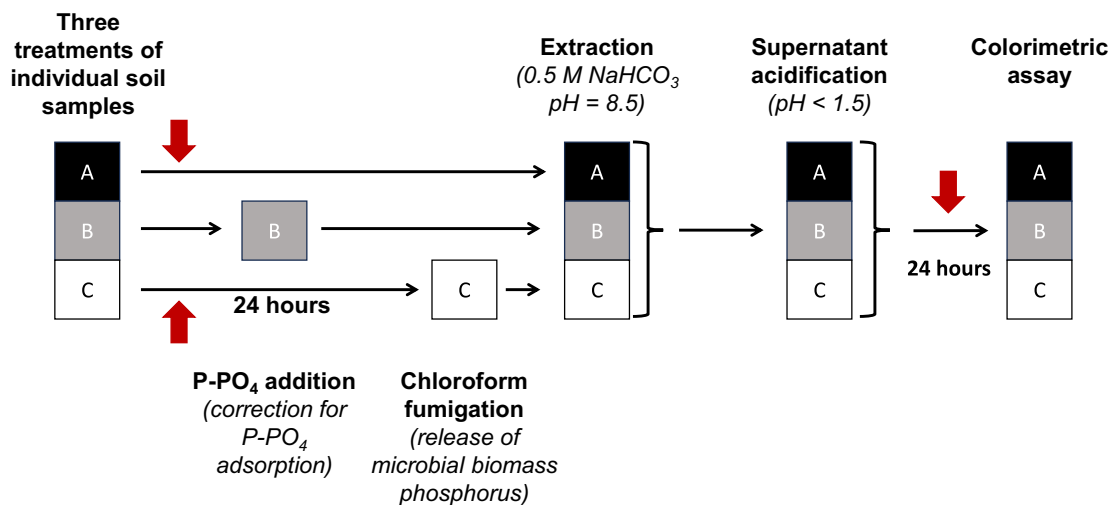 Three
treatments of
individual soil
samples
Extraction
(0.5 M NaHCO3
pH = 8.5)
Supernatant
acidification
(pH < 1.5)
Colorimetric
assay
A
A
A
A
B
B
B
B
B
C
C
C
C
C
24 hours
24 hours
P-PO4 addition
(correction for
P-PO4
adsorption)
Chloroform
fumigation
(release of
microbial biomass
phosphorus)